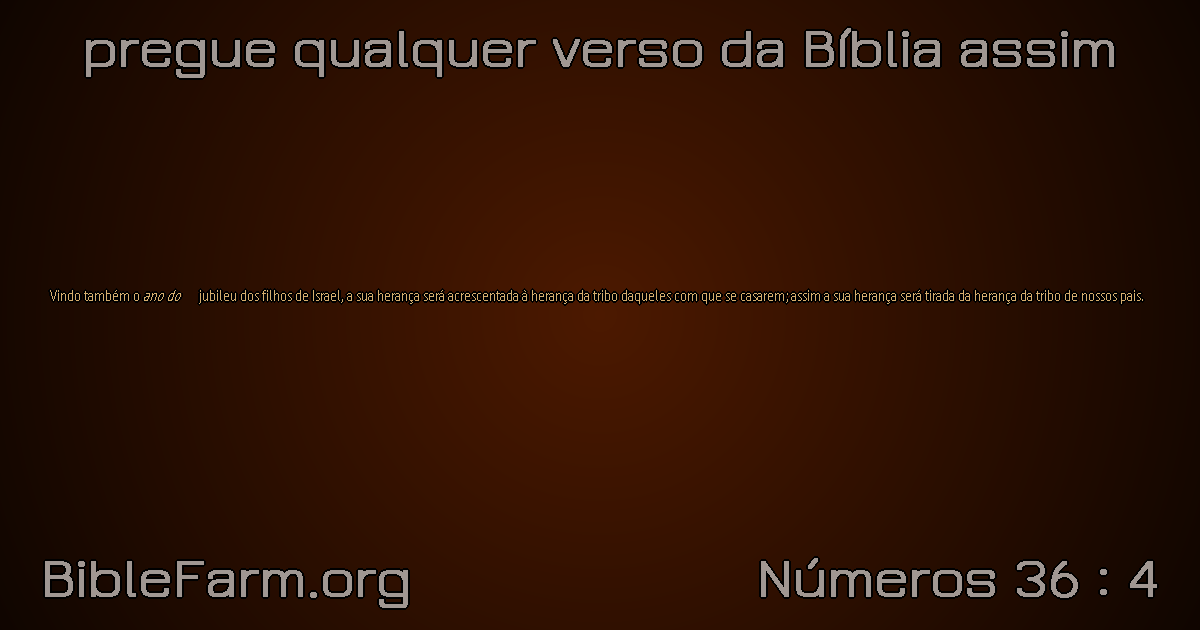 pregue qualquer verso da Bíblia assim
Vindo também o ano do jubileu dos filhos de Israel, a sua herança será acrescentada à herança da tribo daqueles com que se casarem; assim a sua herança será tirada da herança da tribo de nossos pais.
BibleFarm.org
Números 36 : 4